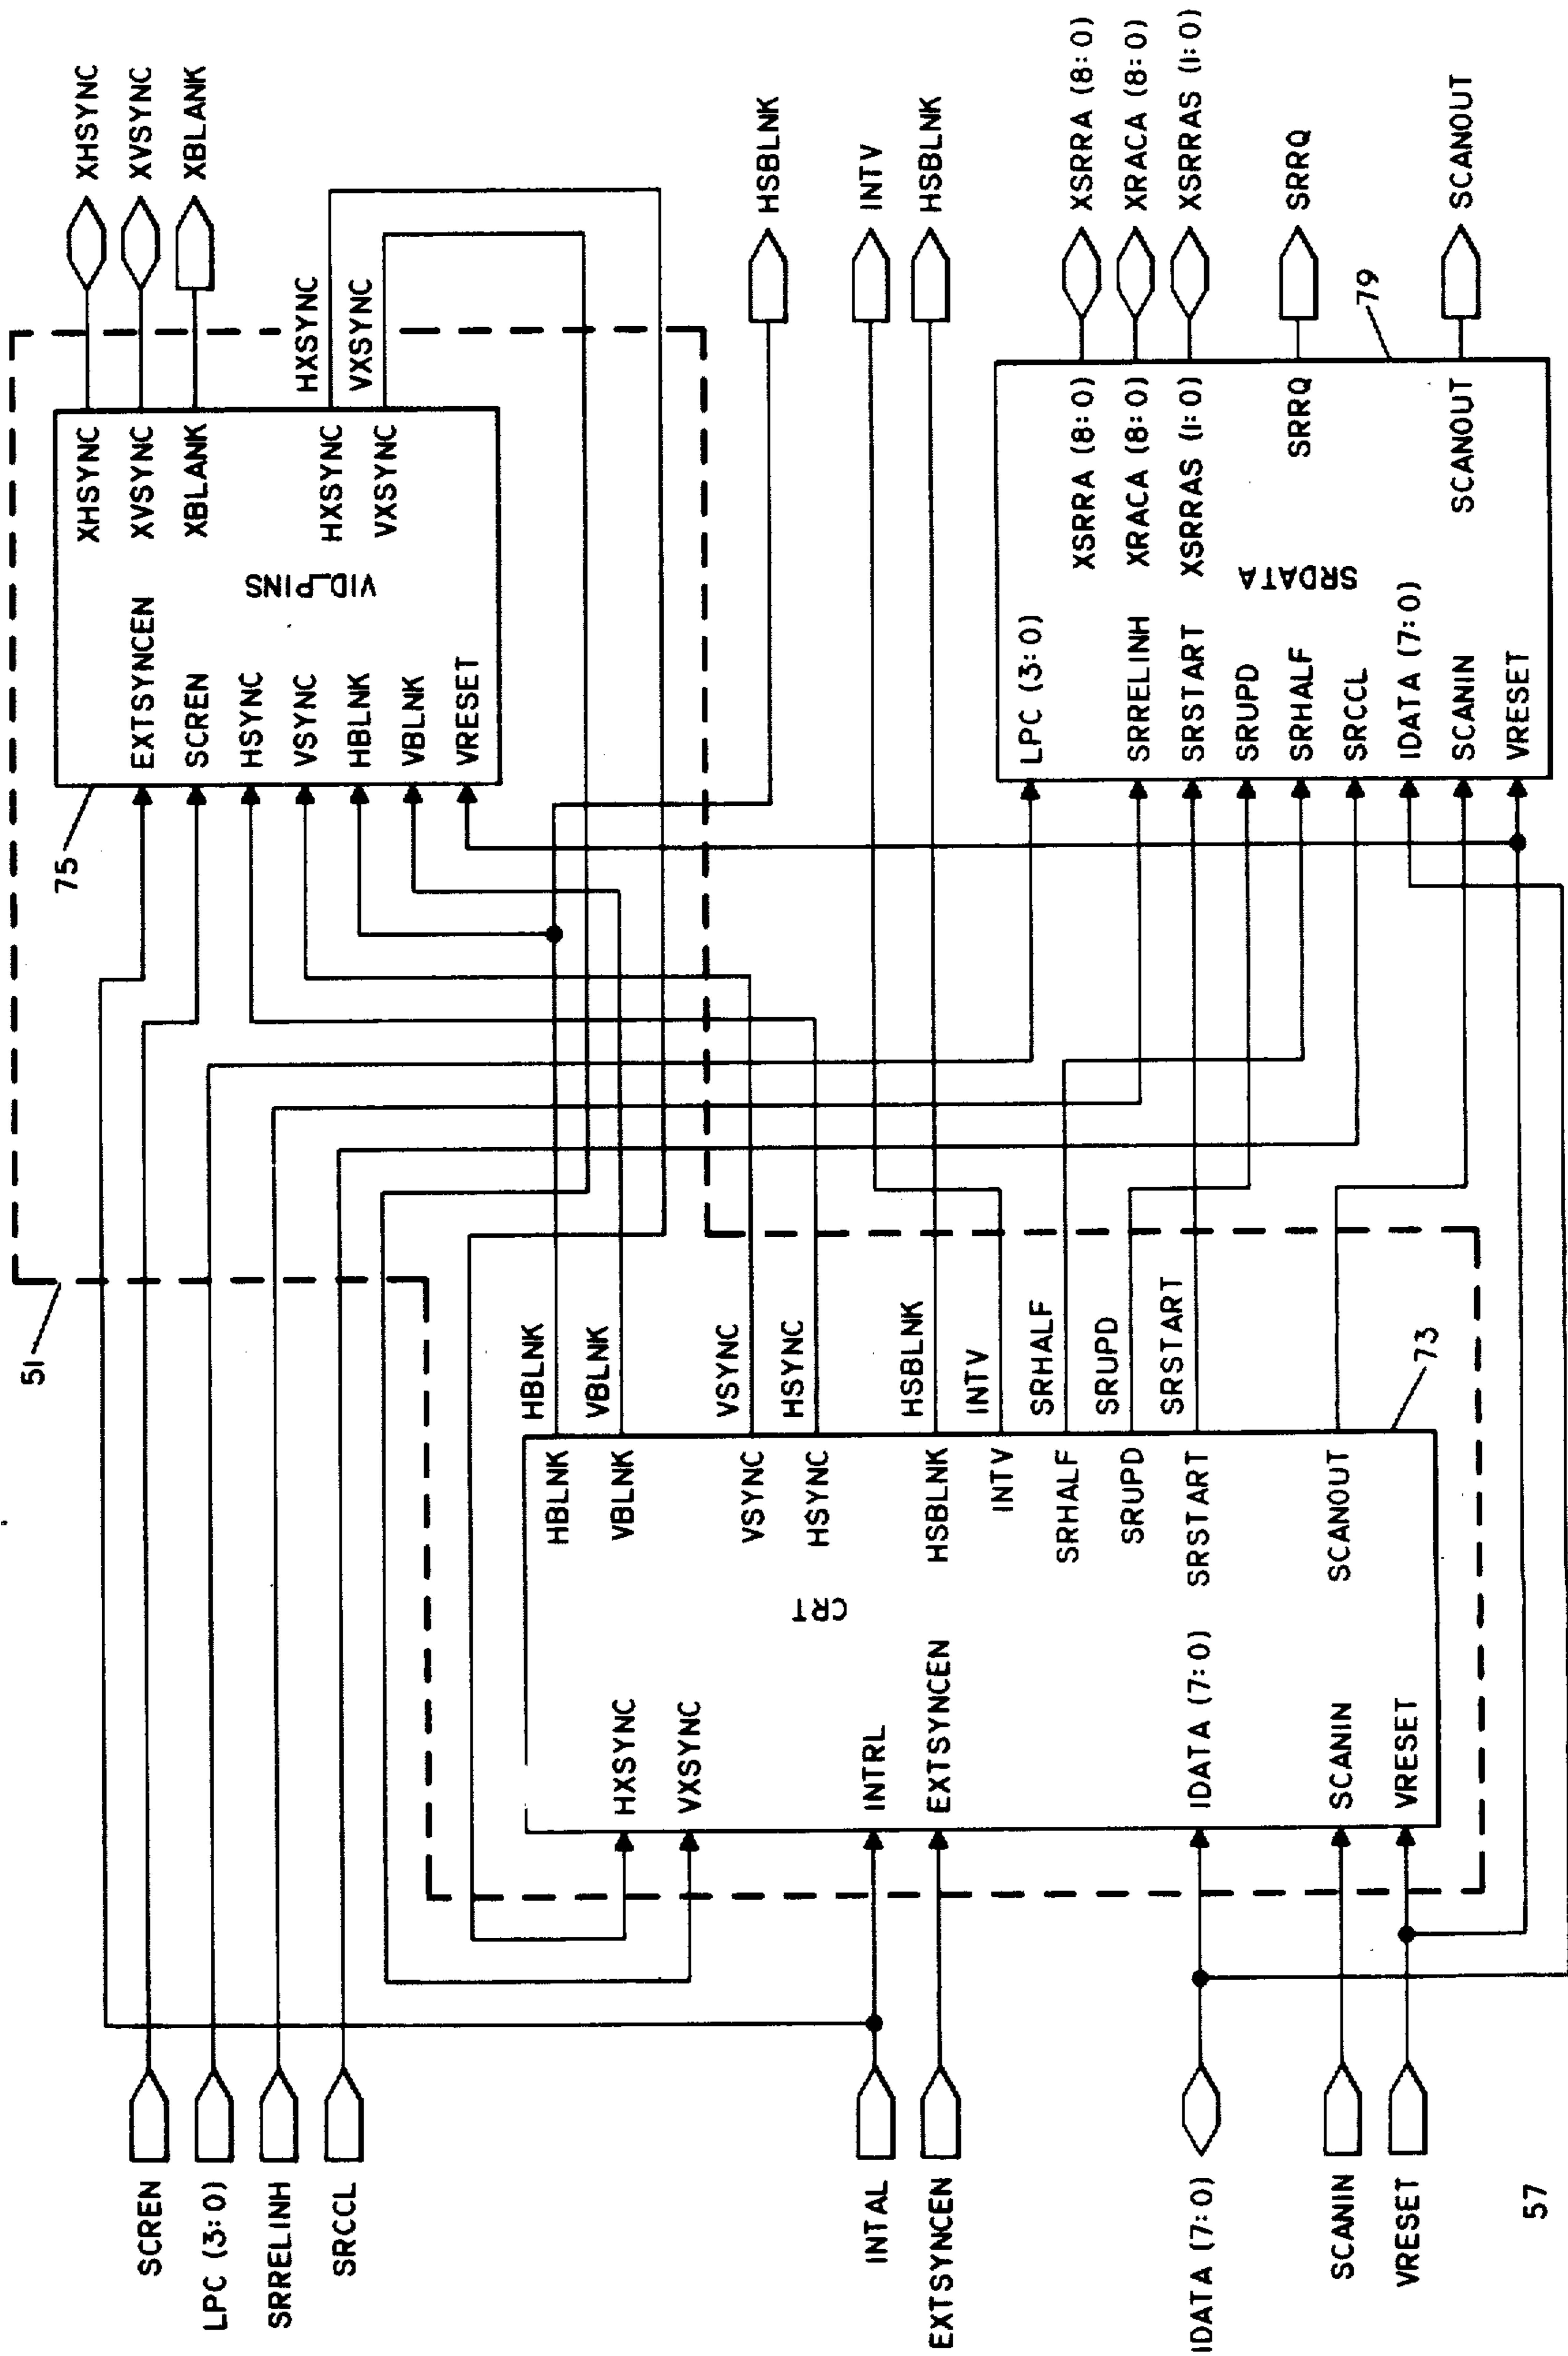 51
75
XHSYNC
XVSYNC
XBLANK
EXTSYNCEN XHSYNC
SCREN XVSYNC
HSYNC XBLANK
VSYNC
HBLNK HXSYNC
VBLNK VXSYNC
VRESET
VID_PINS
HXSYNC
VXSYNC
SCREN
LPC (3:0)
SRRELINH
SRCCL
INTAL
EXTSYNCEN
IDATA (7:0)
SCANIN
VRESET
HXSYNC
VXSYNC
INTRL
EXTSYNCEN
IDATA (7:0)
SCANIN
VRESET
CRT
HBLNK
VBLNK
VSYNC
HSYNC
HSBLNK
INTV
SRHALF
SRUPD
SRSTART
SCANOUT
HBLNK
VBLNK
VSYNC
HSYNC
HSBLNK
INTV
SRHALF
SRUPD
SRSTART
73
HSBLNK
INTV
HSBLNK
LPC (3:0)
SRRELINH
SRSTART
SRUPD
SRHALF
SRCCL
IDATA (7:0)
SCANIN
VRESET
SRDATA
XSRRA (8:0)
XRACA (8:0)
XSRRAS (1:0)
SRRQ
SCANOUT
79
XSRRA (8:0)
XRACA (8:0)
XSRRAS (1:0)
SRRQ
SCANOUT
57